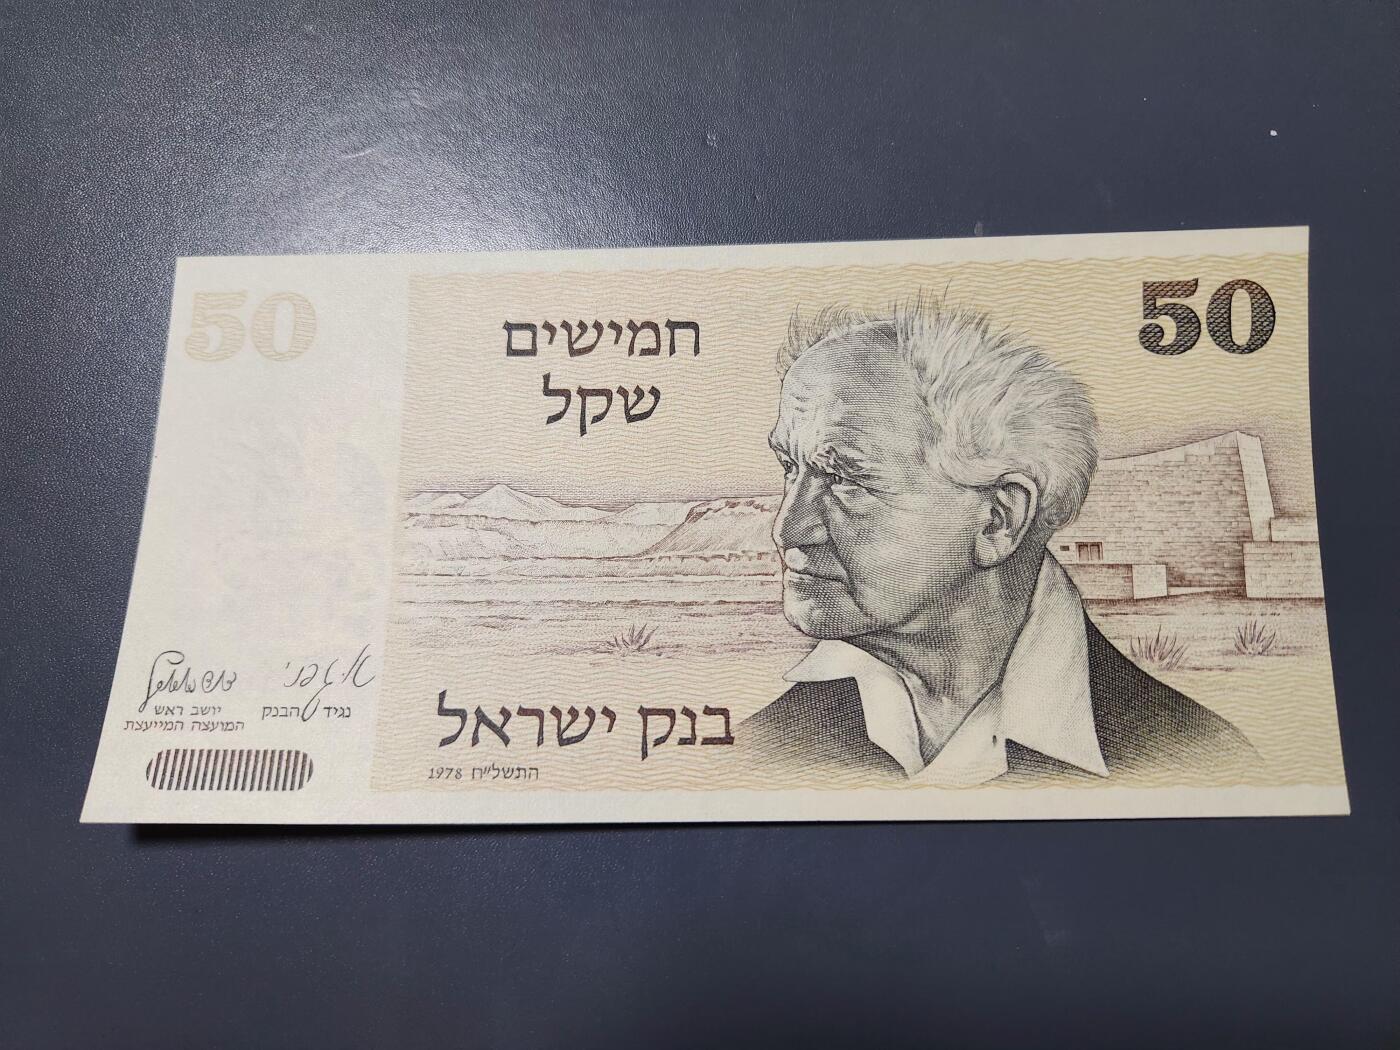 50
50
חמישים
שקל
נגיד הבנק
יושב ראש
המועצה המייעצת
בנק ישראל
התשל״ח 1978